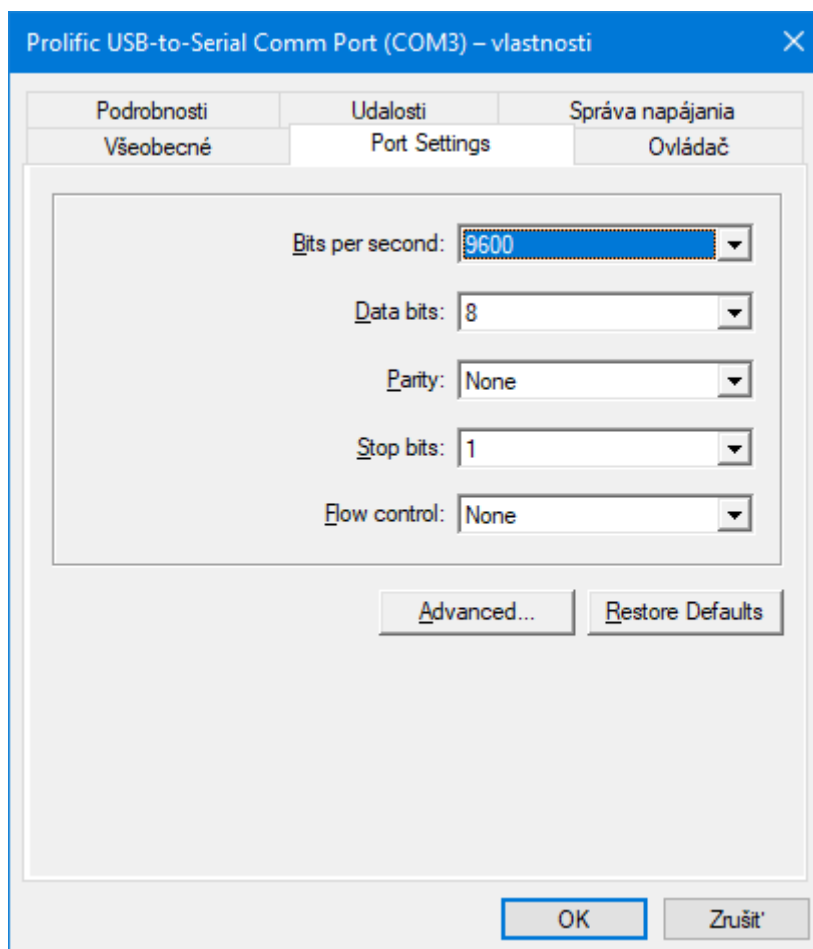 Prolific USB-to-Serial Comm Port (COM3) – vlastnosti
Podrobnosti Udalosti Správa napájania
Všeobecné Port Settings Ovládač
Bits per second: 9600
Data bits: 8
Parity: None
Stop bits: 1
Flow control: None
Advanced... Restore Defaults
OK Zrušiť